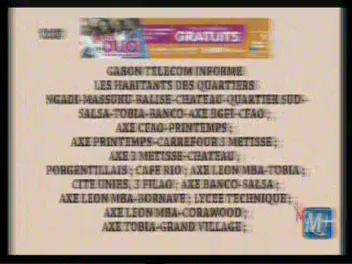 GRATUITS
GABON TELECOM INFORME
LES HABITANTS DES QUARTIERS
NGADI-MASSUKU-BALISE-CHATEAU-QUARTIER SUD-
SALSA-TOBIA-BANCO-AXE BGFI-CFAO ;
AXE CFAO-PRINTEMPS ;
AXE PRINTEMPS-CARREFOUR 3 METISSE ;
AXE 3 METISSE-CHATEAU ;
PORGENTILLAIS ; CAFE RIO ; AXE LEON MBA-TOBIA ;
CITE UNIES, 3 FILAO ; AXE BANCO-SALSA ;
AXE LEON MBA-BORNAVE ; LYCEE TECHNIQUE ;
AXE LEON MBA-CORAWOOD ;
AXE TOBIA-GRAND VILLAGE ;